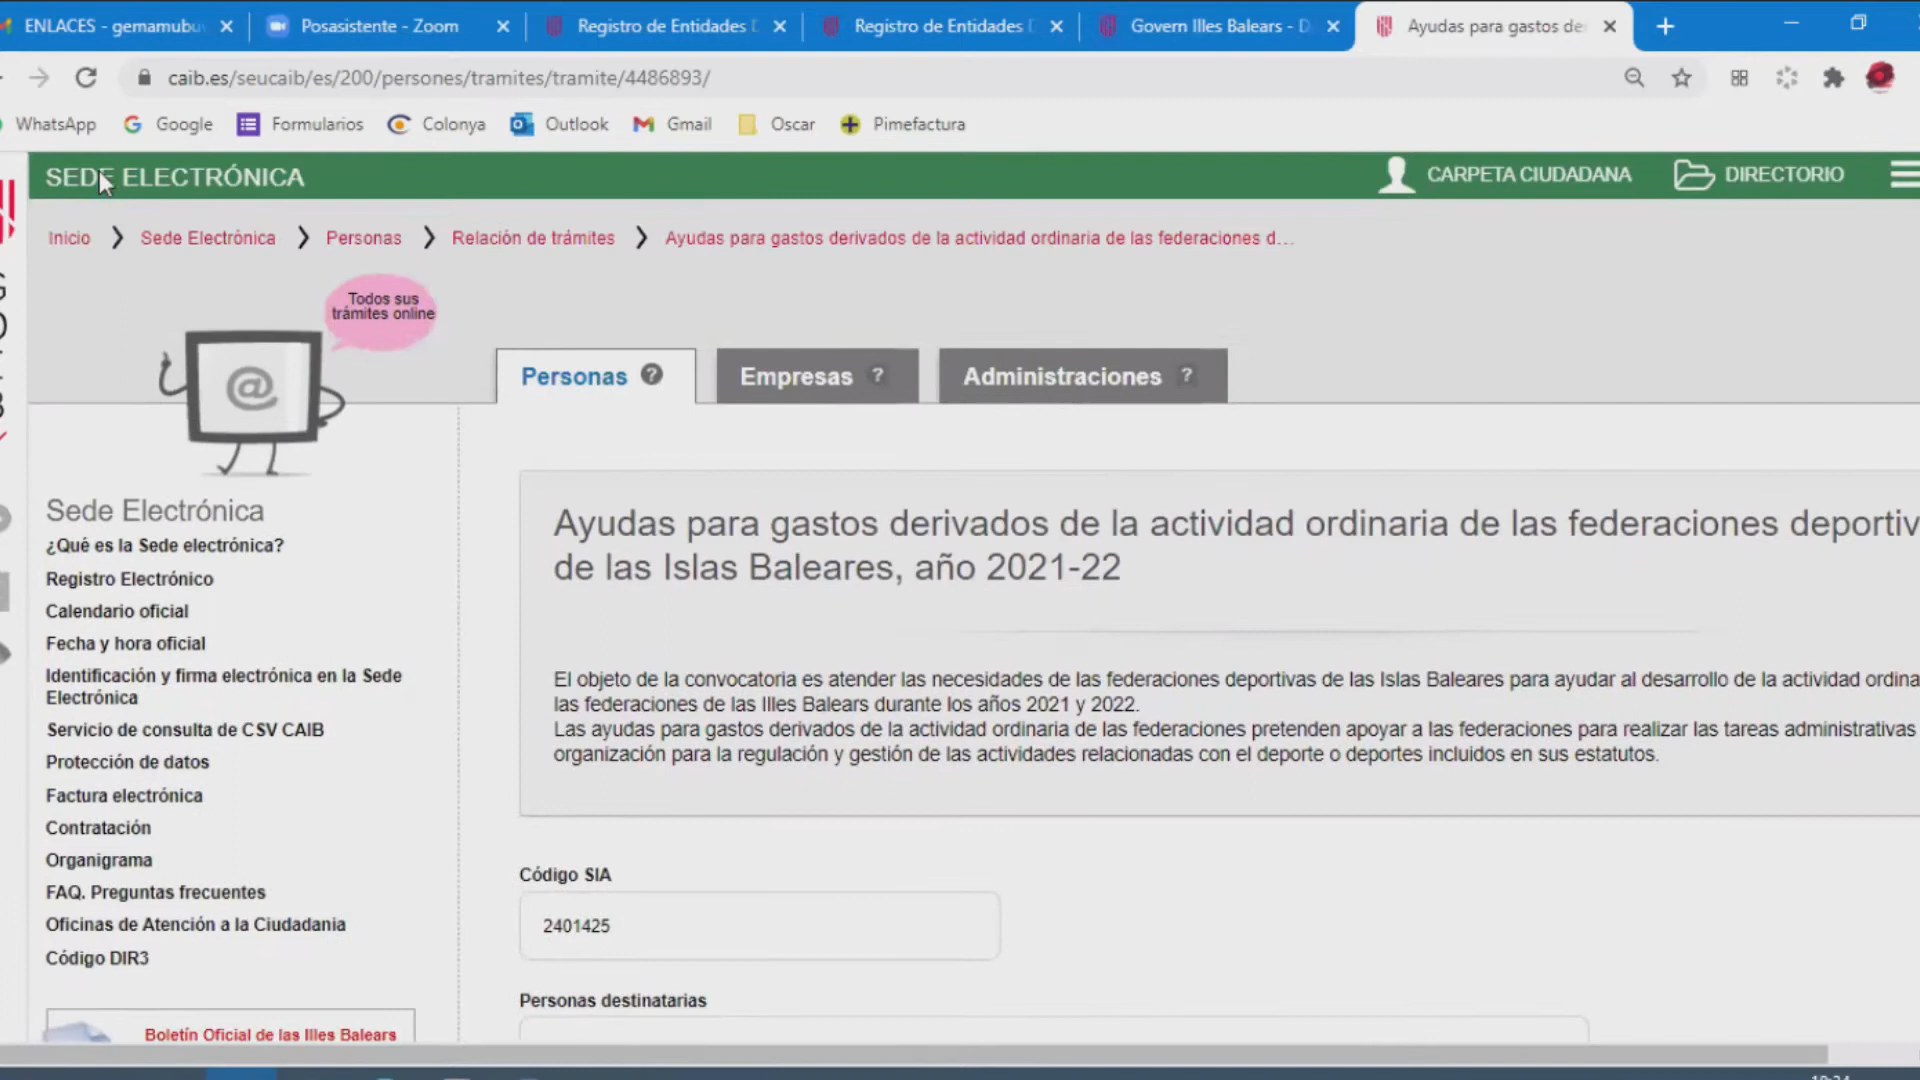 ENLACES - gemamubu
Posasistente - Zoom
Registro de Entidades
Registro de Entidades
Govern Illes Balears - D
Ayudas para gastos de
caib.es/seucaib/es/200/persones/tramites/tramite/4486893/
WhatsApp
Google
Formularios
Colonya
Outlook
Gmail
Oscar
Pimefactura
SEDE ELECTRÓNICA
CARPETA CIUDADANA
DIRECTORIO
Inicio
Sede Electrónica
Personas
Relación de trámites
Ayudas para gastos derivados de la actividad ordinaria de las federaciones d...
Todos sus
trámites online
@
Personas ?
Empresas ?
Administraciones ?
Sede Electrónica
¿Qué es la Sede electrónica?
Registro Electrónico
Calendario oficial
Fecha y hora oficial
Identificación y firma electrónica en la Sede
Electrónica
Servicio de consulta de CSV CAIB
Protección de datos
Factura electrónica
Contratación
Organigrama
FAQ. Preguntas frecuentes
Oficinas de Atención a la Ciudadania
Código DIR3
Boletín Oficial de las Illes Balears
Ayudas para gastos derivados de la actividad ordinaria de las federaciones deportiv
de las Islas Baleares, año 2021-22
El objeto de la convocatoria es atender las necesidades de las federaciones deportivas de las Islas Baleares para ayudar al desarrollo de la actividad ordina
las federaciones de las Illes Balears durante los años 2021 y 2022.
Las ayudas para gastos derivados de la actividad ordinaria de las federaciones pretenden apoyar a las federaciones para realizar las tareas administrativas
organización para la regulación y gestión de las actividades relacionadas con el deporte o deportes incluidos en sus estatutos.
Código SIA
2401425
Personas destinatarias